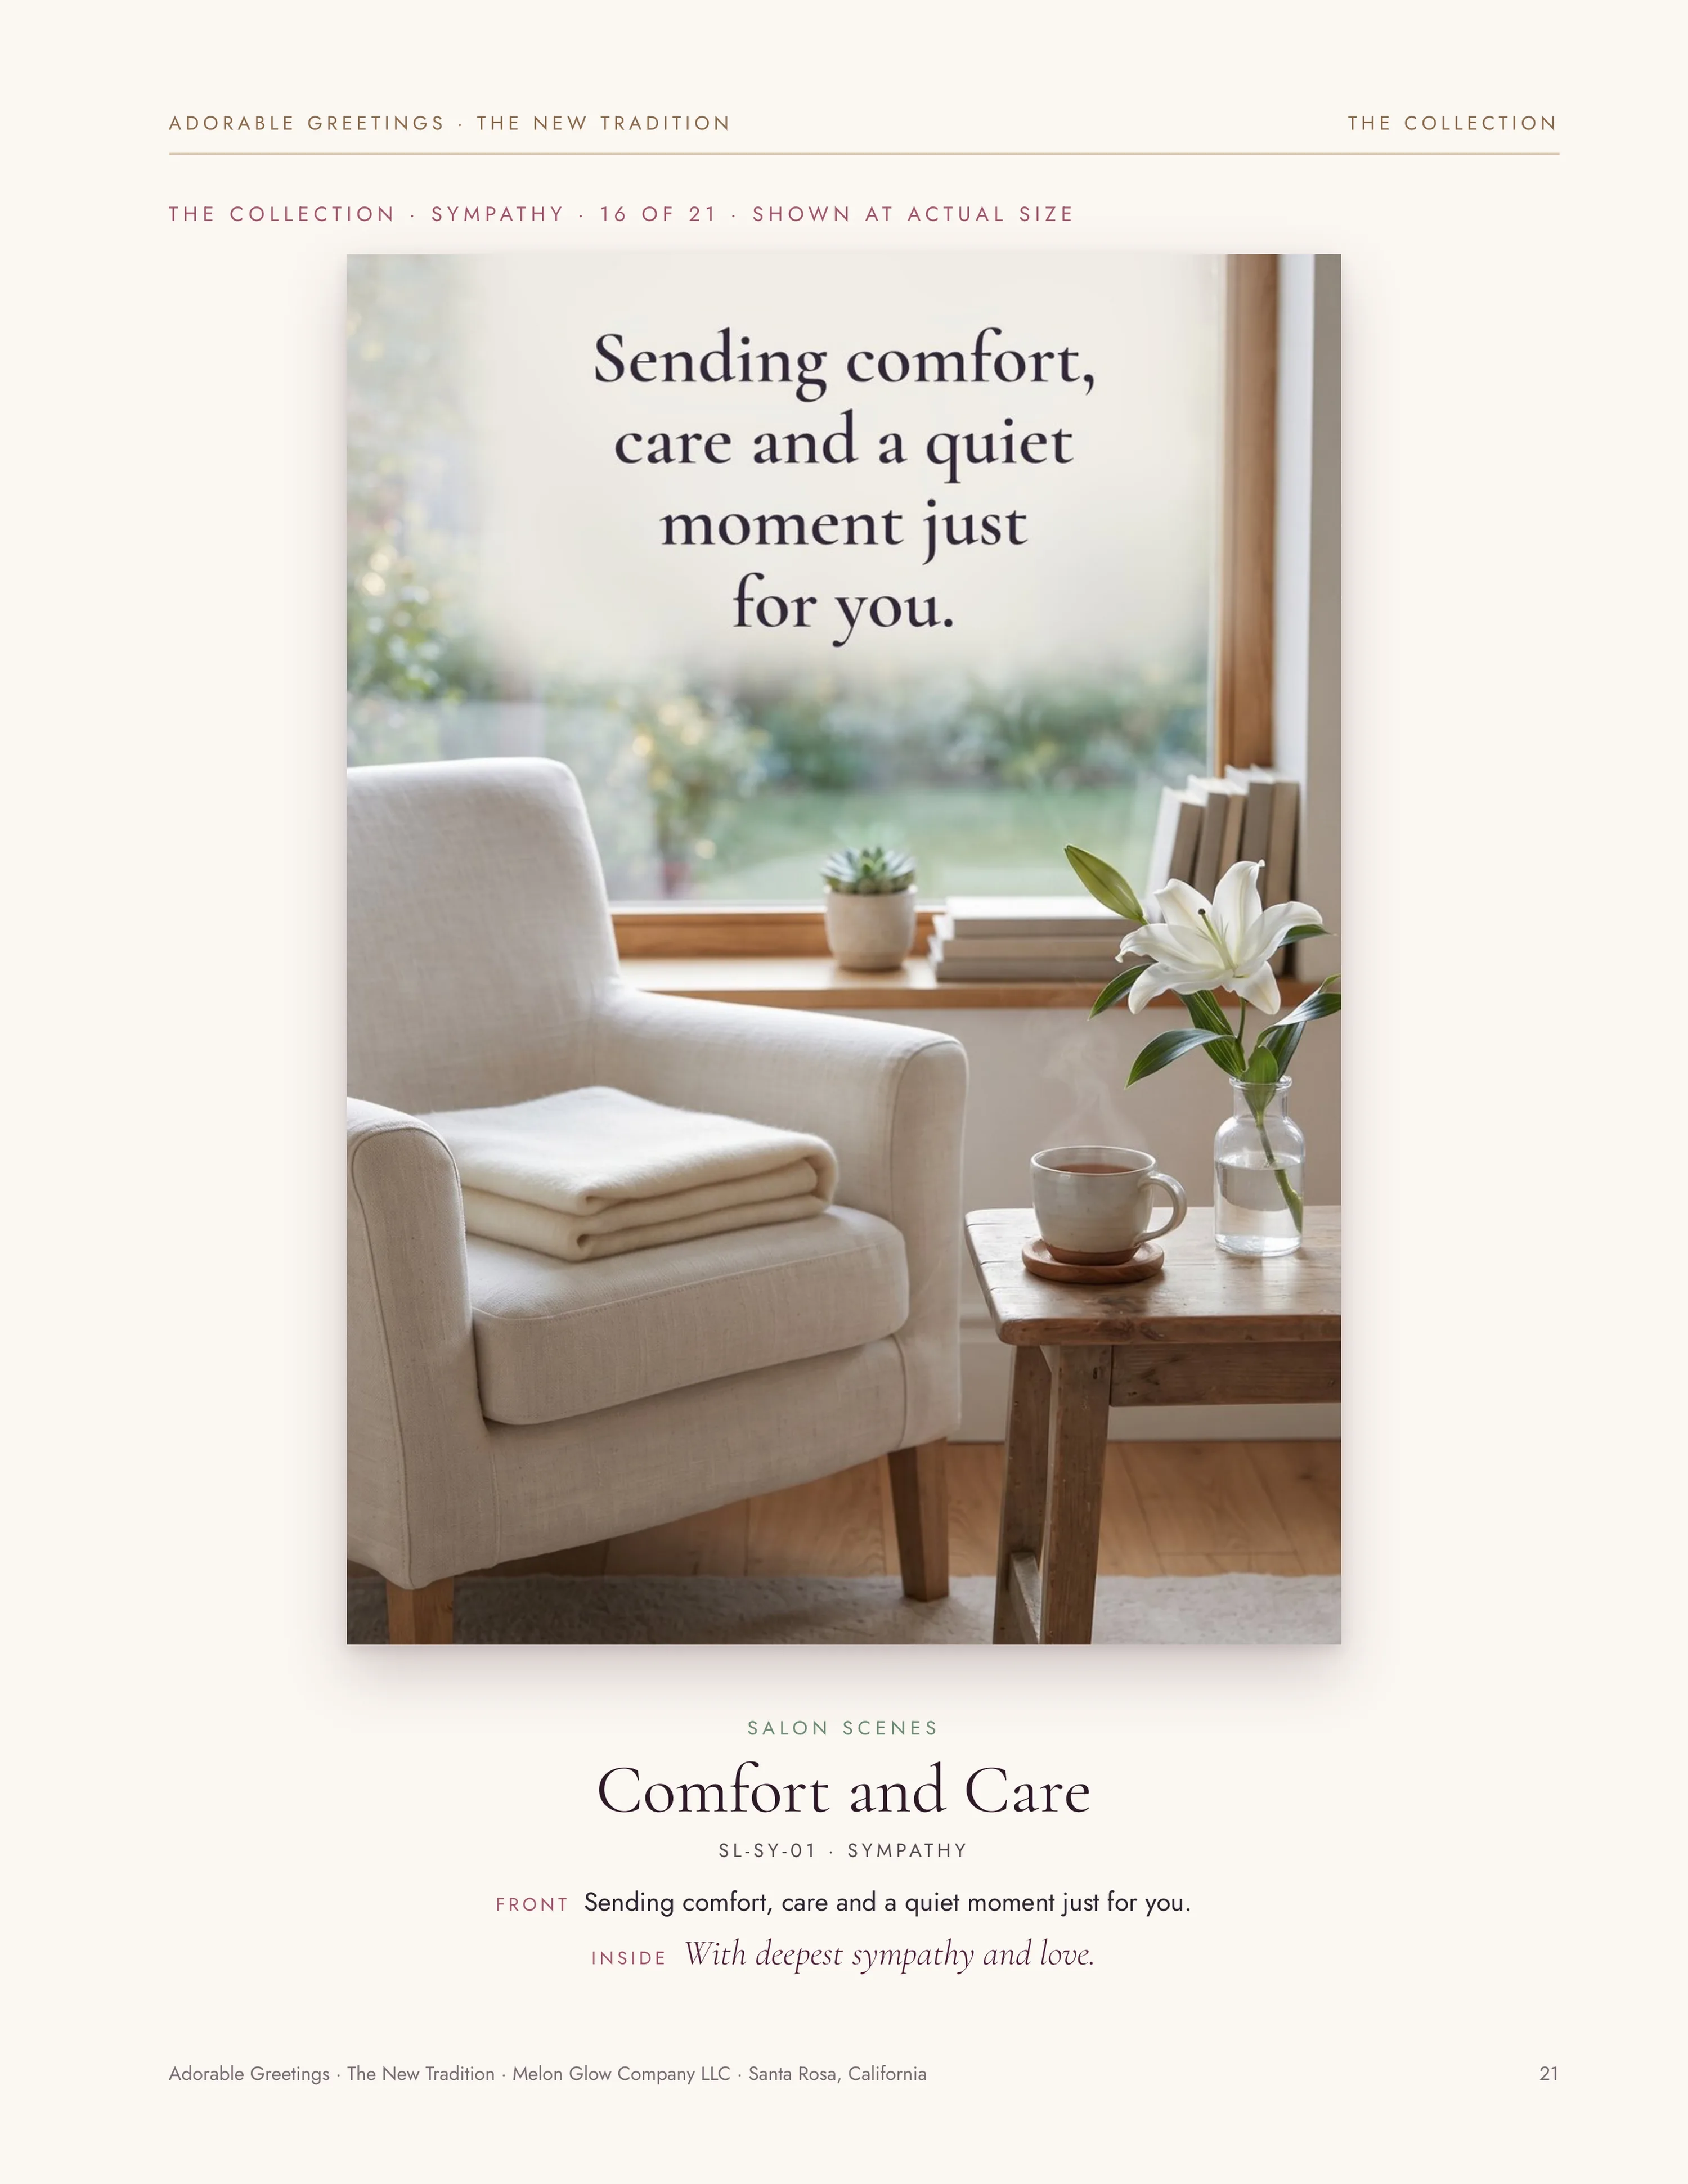 ADORABLE GREETINGS · THE NEW TRADITION
THE COLLECTION
THE COLLECTION · SYMPATHY · 16 OF 21 · SHOWN AT ACTUAL SIZE
Sending comfort,
care and a quiet
moment just
for you.
SALON SCENES
Comfort and Care
SL-SY-01 · SYMPATHY
FRONT Sending comfort, care and a quiet moment just for you.
INSIDE With deepest sympathy and love.
Adorable Greetings · The New Tradition · Melon Glow Company LLC · Santa Rosa, California
21